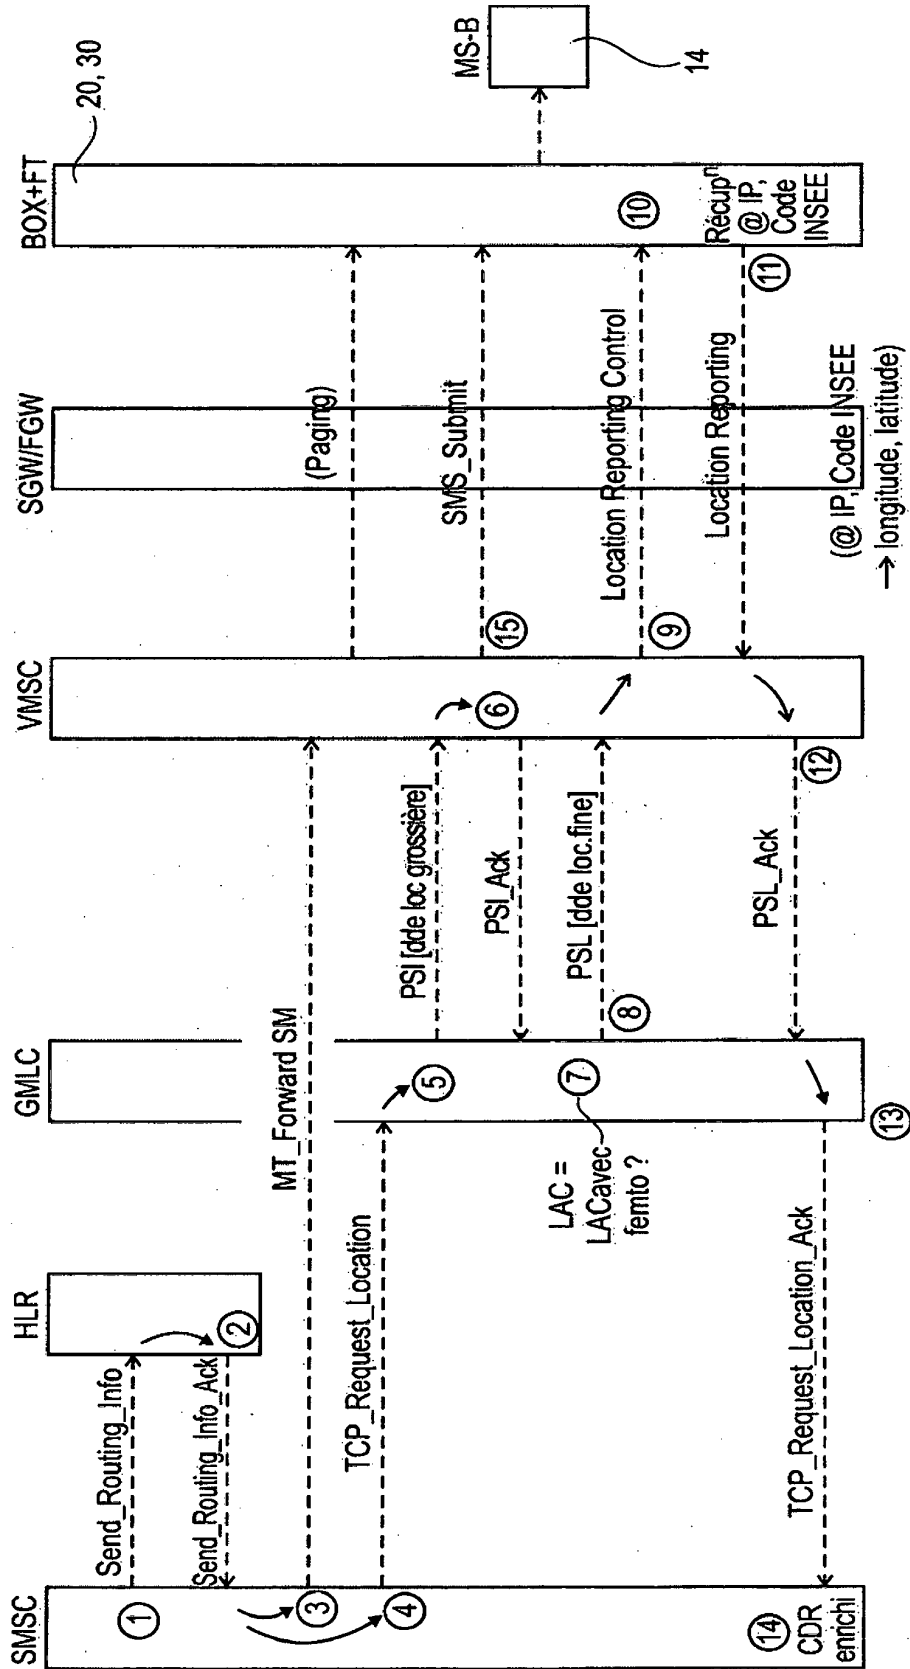 SMSC
HLR
GMLC
VMSC
SGW/FGW
BOX+FT
20, 30
MS-B
14
①
Send_Routing_Info
②
Send_Routing_Info_Ack
③
MT_Forward SM
(Paging)
④
TCP_Request_Location
⑤
PSI [dde loc grossière]
⑥
⑮
SMS_Submit
PSI_Ack
⑦
LAC =
LACavec
femto ?
⑧
PSL [dde loc.fine]
⑨
Location Reporting Control
⑩
Récupⁿ
@ IP,
Code
INSEE
⑪
Location Reporting
(@ IP, Code INSEE
→ longitude, latitude)
⑫
PSL_Ack
⑬
TCP_Request_Location_Ack
⑭
CDR
enrichi